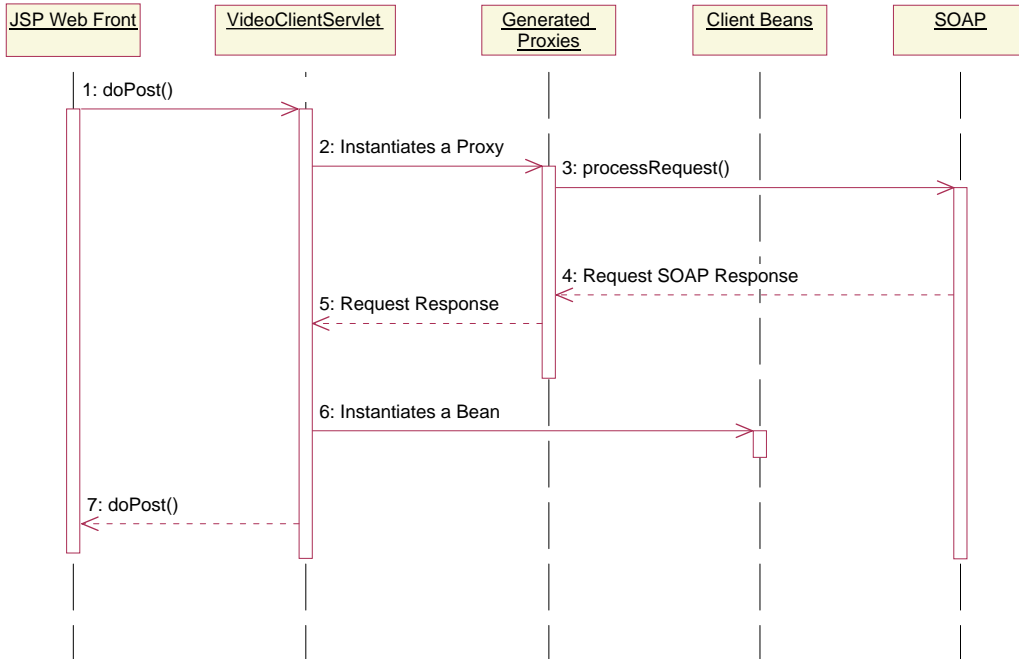 JSP Web Front
VideoClientServlet
Generated
Proxies
Client Beans
SOAP
1: doPost()
2: Instantiates a Proxy
3: processRequest()
4: Request SOAP Response
5: Request Response
6: Instantiates a Bean
7: doPost()